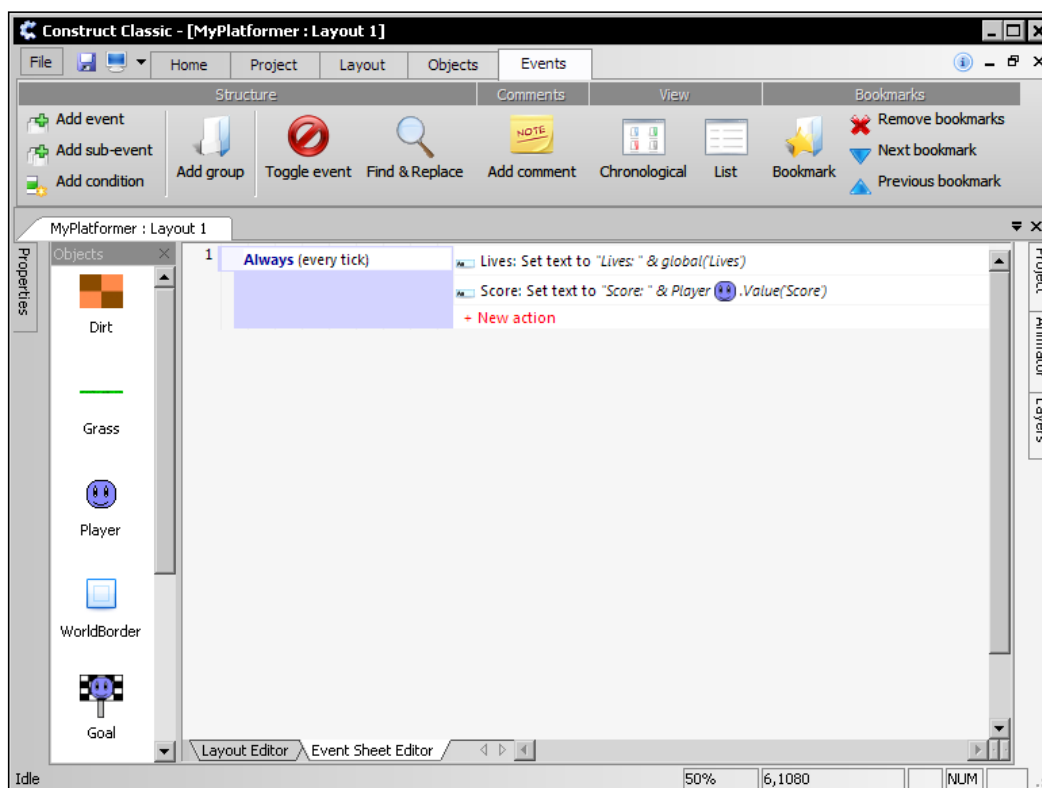 Construct Classic - [MyPlatformer : Layout 1]
File Home Project Layout Objects Events
Structure Comments View Bookmarks
Add event
Add sub-event
Add condition
Add group
Toggle event
Find & Replace
NOTE
Add comment
Chronological
List
Bookmark
Remove bookmarks
Next bookmark
Previous bookmark
MyPlatformer : Layout 1
Properties
Objects
Dirt
Grass
Player
WorldBorder
Goal
1 Always (every tick)
Lives: Set text to "Lives: " & global('Lives')
Score: Set text to "Score: " & Player .Value('Score')
+ New action
Project
Animator
Layers
Layout Editor Event Sheet Editor
Idle 50% 6,1080 NUM